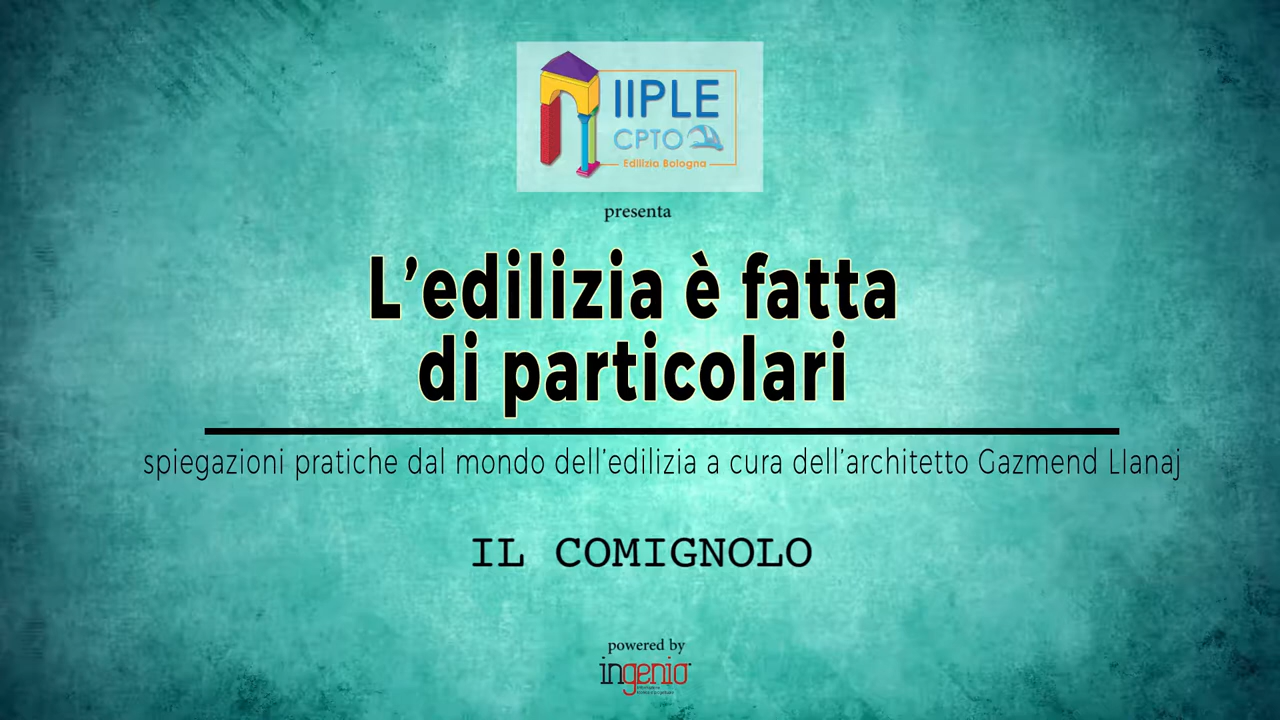 IIPLE
CPTO
Edilizia Bologna
presenta
L'edilizia è fatta
di particolari
spiegazioni pratiche dal mondo dell'edilizia a cura dell'architetto Gazmend Llanaj
IL COMIGNOLO
powered by
ingenio